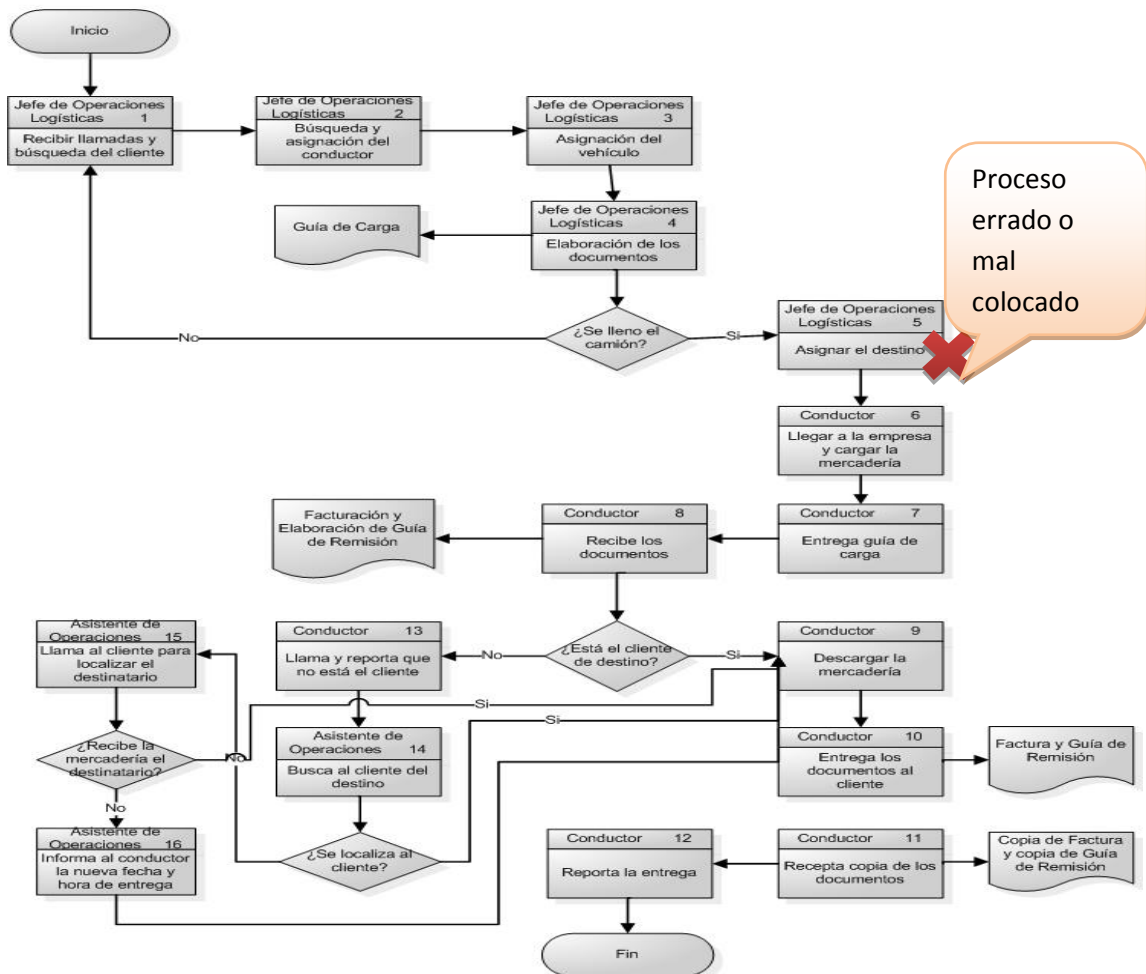 Inicio
Jefe de Operaciones
Logísticas 1
Recibir llamadas y
búsqueda del cliente
Jefe de Operaciones
Logísticas 2
Búsqueda y
asignación del
conductor
Jefe de Operaciones
Logísticas 3
Asignación del
vehículo
Proceso
errado o
mal
colocado
Guía de Carga
Jefe de Operaciones
Logísticas 4
Elaboración de los
documentos
¿Se lleno el
camión?
No
Si
Jefe de Operaciones
Logísticas 5
Asignar el destino
Conductor 6
Llegar a la empresa
y cargar la
mercadería
Facturación y
Elaboración de Guía
de Remisión
Conductor 8
Recibe los
documentos
Conductor 7
Entrega guía de
carga
Asistente de
Operaciones 15
Llama al cliente para
localizar el
destinatario
Conductor 13
Llama y reporta que
no está el cliente
No
¿Está el cliente
de destino?
Si
Conductor 9
Descargar la
mercadería
Si
Si
¿Recibe la
mercadería el
destinatario?
No
No
Asistente de
Operaciones 14
Busca al cliente del
destino
Conductor 10
Entrega los
documentos al
cliente
Factura y Guía de
Remisión
Asistente de
Operaciones 16
Informa al conductor
la nueva fecha y
hora de entrega
¿Se localiza al
cliente?
Conductor 12
Reporta la entrega
Conductor 11
Recepta copia de los
documentos
Copia de Factura
y copia de Guía
de Remisión
Fin